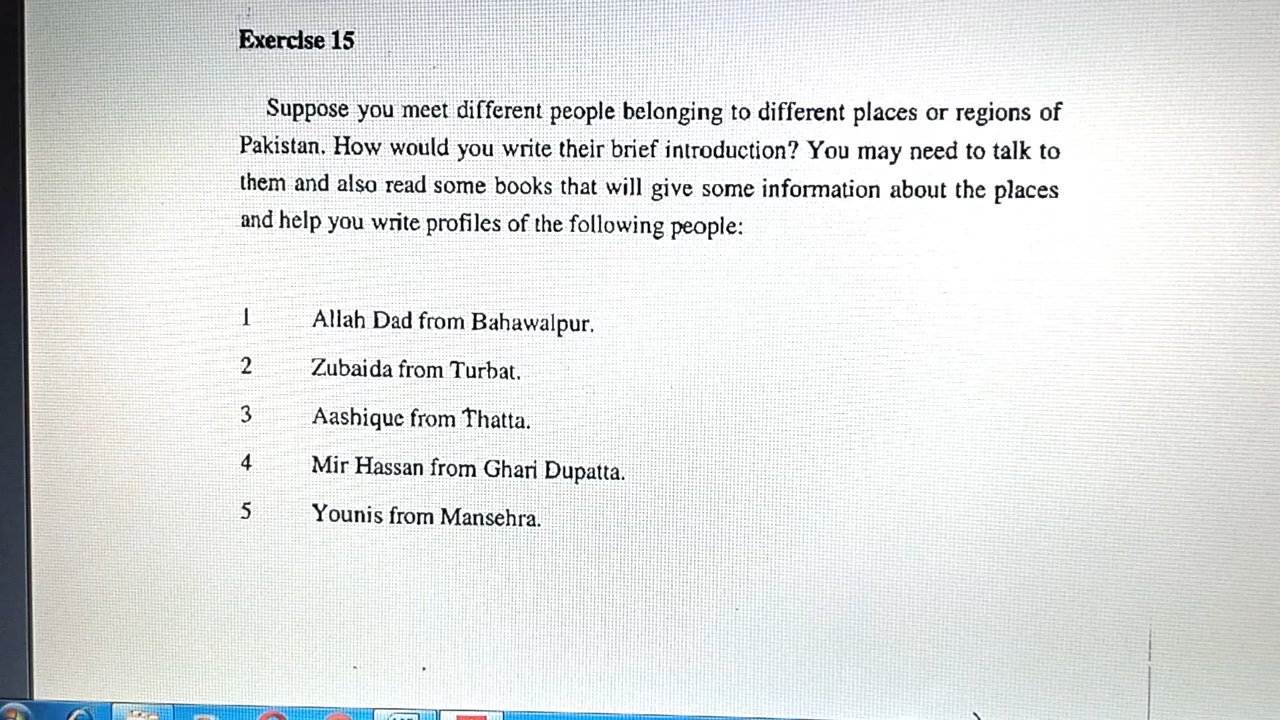 Exercise 15
Suppose you meet different people belonging to different places or regions of
Pakistan. How would you write their brief introduction? You may need to talk to
them and also read some books that will give some information about the places
and help you write profiles of the following people:
1 Allah Dad from Bahawalpur.
2 Zubaida from Turbat.
3 Aashique from Thatta.
4 Mir Hassan from Ghari Dupatta.
5 Younis from Mansehra.